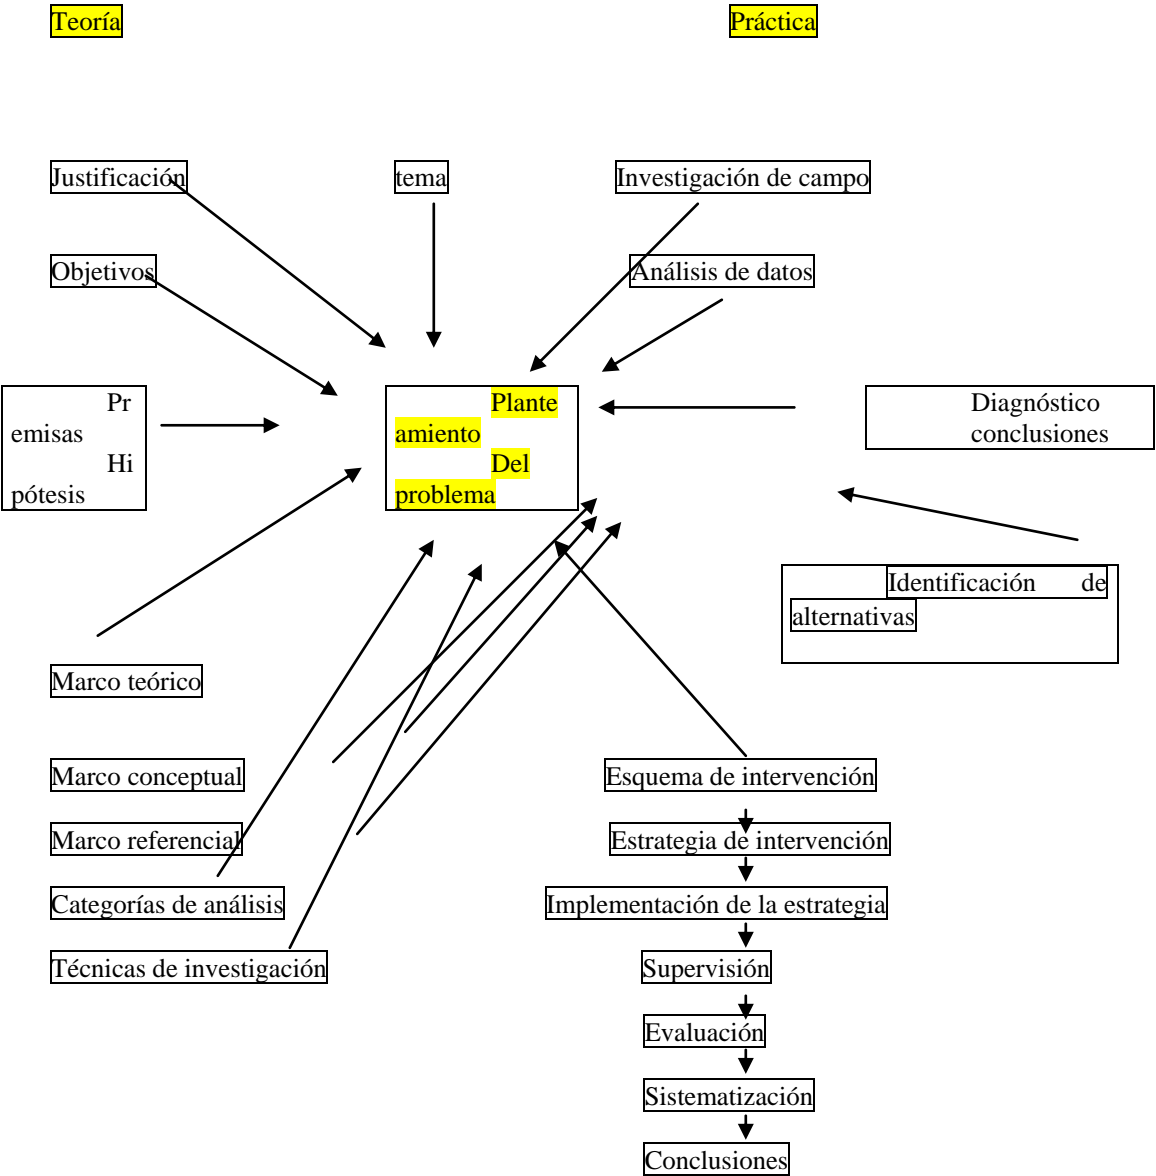 Teoría
Práctica
Justificación
tema
Investigación de campo
Objetivos
Análisis de datos
Pr
emisas
Hi
pótesis
Plante
amiento
Del
problema
Diagnóstico
conclusiones
Identificación de
alternativas
Marco teórico
Marco conceptual
Esquema de intervención
Marco referencial
Estrategia de intervención
Categorías de análisis
Implementación de la estrategia
Técnicas de investigación
Supervisión
Evaluación
Sistematización
Conclusiones